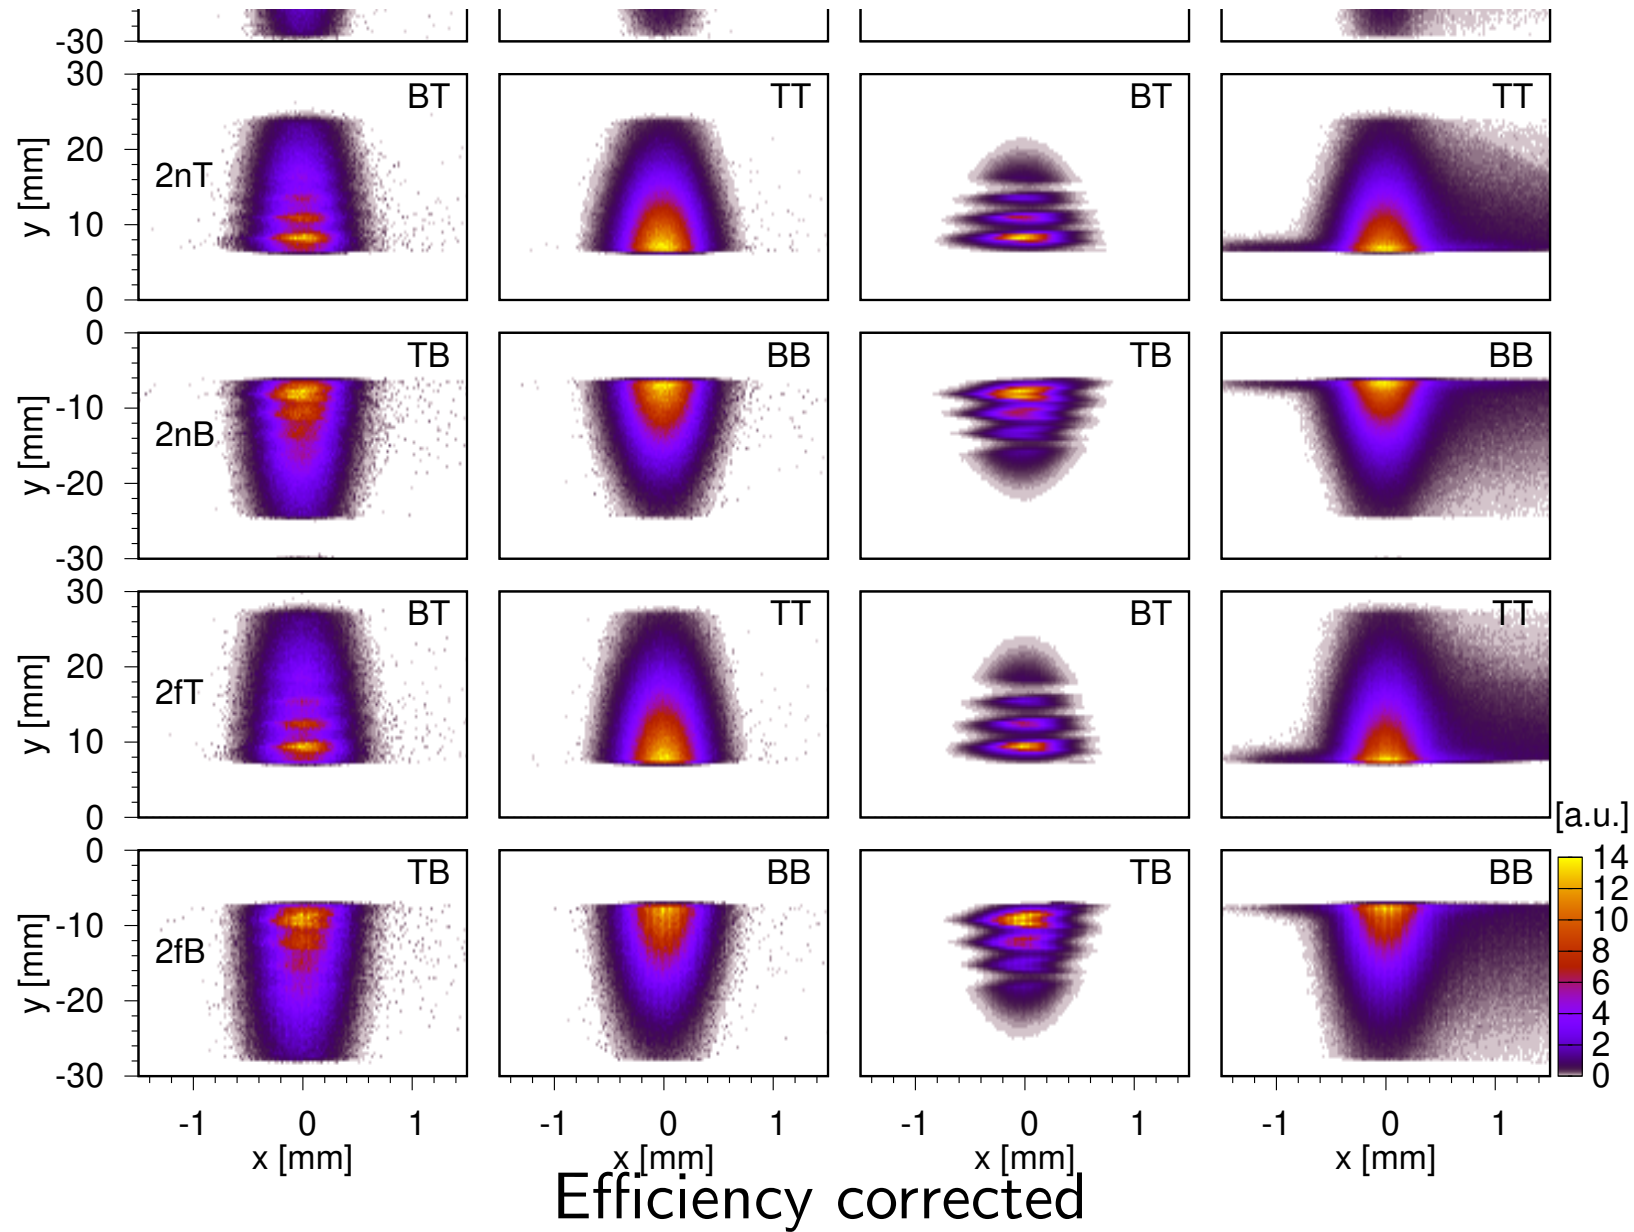 -30
30
BT TT BT TT
20
2nT
y [mm]
10
0
0
TB BB TB BB
-10
2nB
y [mm]
-20
-30
30
BT TT BT TT
20
2fT
y [mm]
10
0
[a.u.]
0
TB BB TB BB
14
12
-10
10
2fB
y [mm]
8
6
-20
4
2
-30
0
-1 0 1 -1 0 1 -1 0 1 -1 0 1
x [mm] x [mm] x [mm] x [mm]
Efficiency corrected